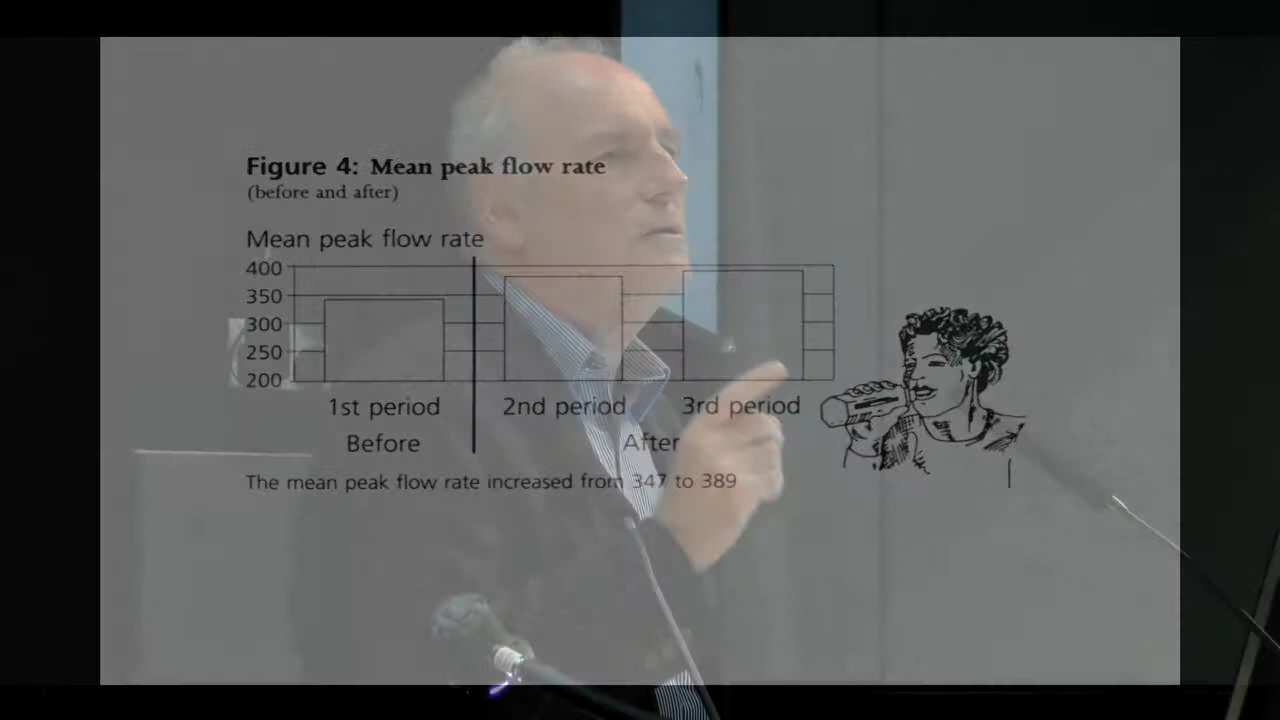 Figure 4: Mean peak flow rate
(before and after)
Mean peak flow rate
400
350
300
250
200
1st period
2nd period
3rd period
Before
After
The mean peak flow rate increased from 347 to 389